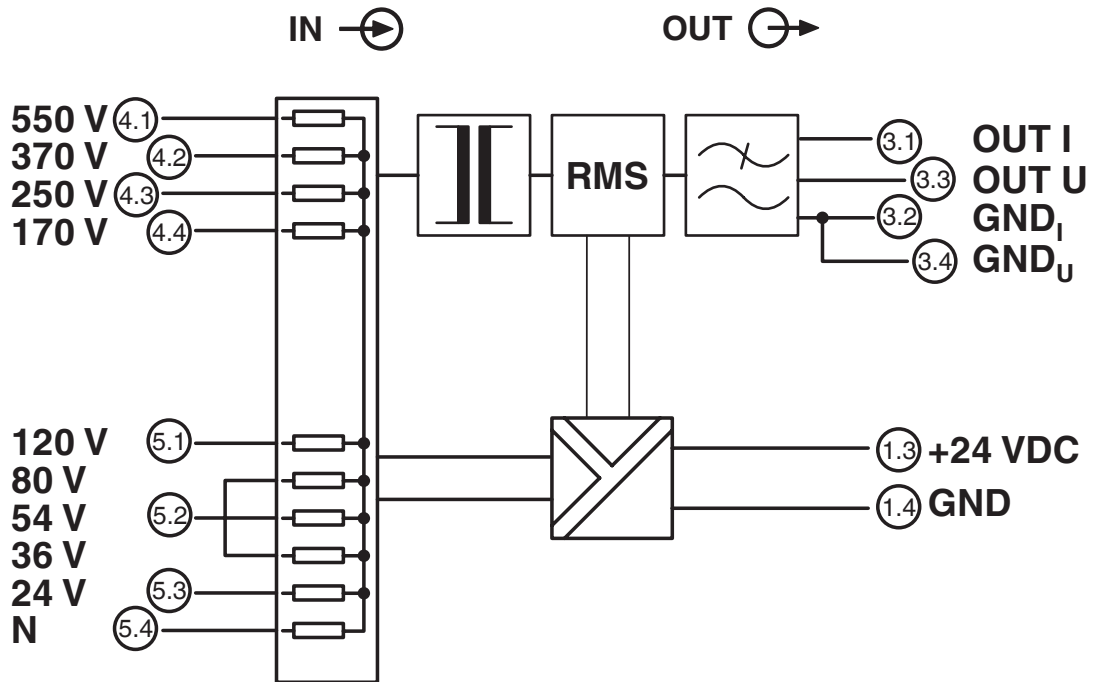 IN OUT
550 V 4.1
370 V 4.2
250 V 4.3
170 V 4.4
RMS
3.1 OUT I
3.3 OUT U
3.2 GNDI
3.4 GNDU
120 V 5.1
80 V
54 V 5.2
36 V
24 V 5.3
N 5.4
1.3 +24 VDC
1.4 GND